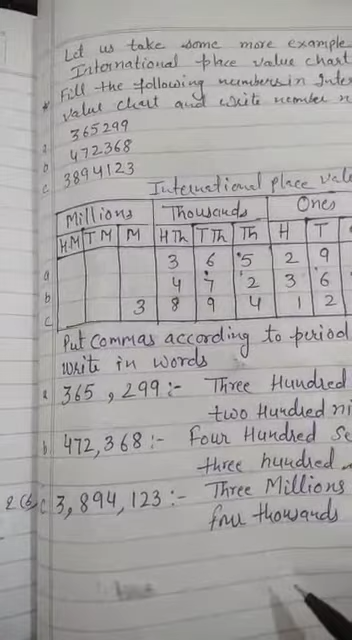 Let us take some more example
International place value chart
* Fill the following numbers in Inter
value chart and write number n
a 365299
b 472368
c 3894123
International place value
Millions Thousands Ones
HM TM M H Th T Th Th H T
a 3 6 5 2 9
b 4 7 2 3 6
c 3 8 9 4 1 2
Put commas according to period
write in words
a 365,299:- Three Hundred
two Hundred ni
b 472,368:- Four Hundred Se
three hundred
c 3,894,123:- Three Millions
four thousands